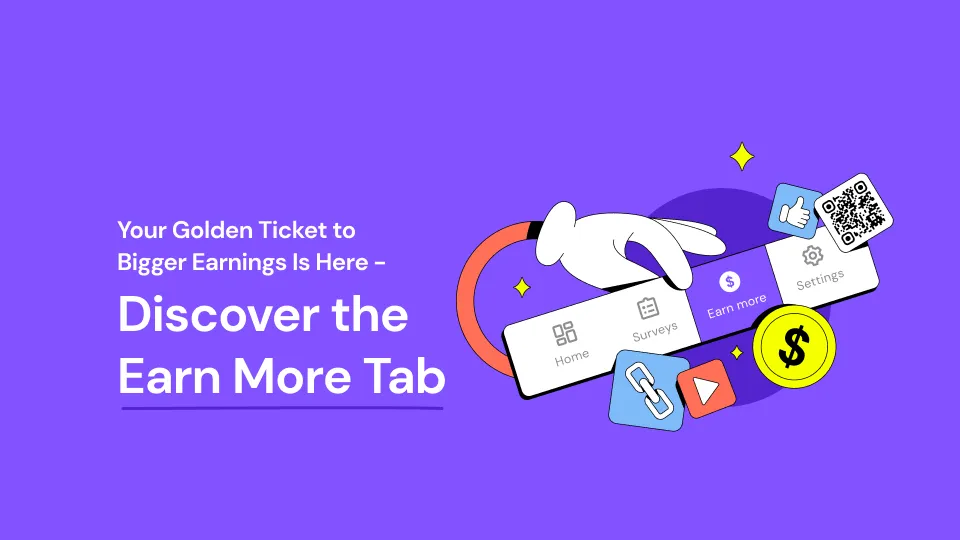 Your Golden Ticket to
Bigger Earnings Is Here -
Discover the
Earn More Tab
Home
Surveys
Earn more
Settings
$
$